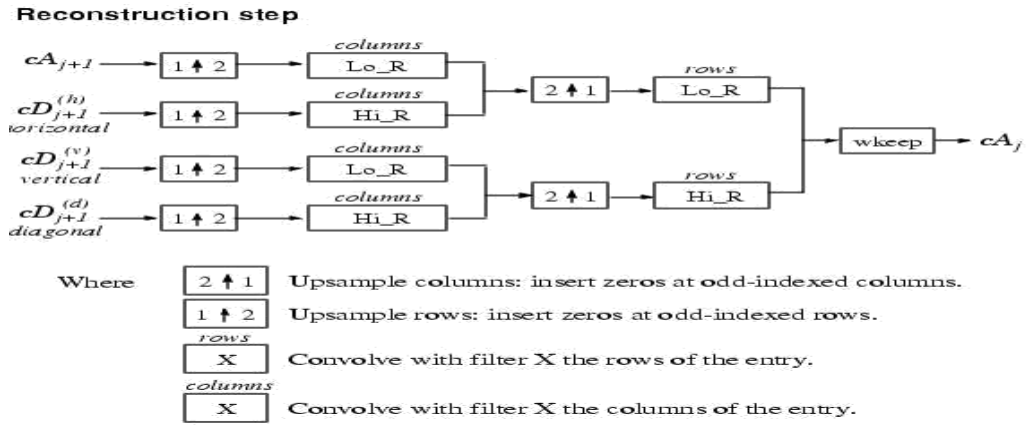 Reconstruction step
columns
cA j+1 1 ↑ 2 Lo_R
rows
2 ↑ 1 Lo_R
columns
cD j+1 (h) 1 ↑ 2 Hi_R
orizontal
wkeep cA j
columns
cD j+1 (v) 1 ↑ 2 Lo_R
vertical
rows
2 ↑ 1 Hi_R
columns
cD j+1 (d) 1 ↑ 2 Hi_R
diagonal
Where 2 ↑ 1 Upsample columns: insert zeros at odd-indexed columns.
1 ↑ 2 Upsample rows: insert zeros at odd-indexed rows.
rows
X Convolve with filter X the rows of the entry.
columns
X Convolve with filter X the columns of the entry.